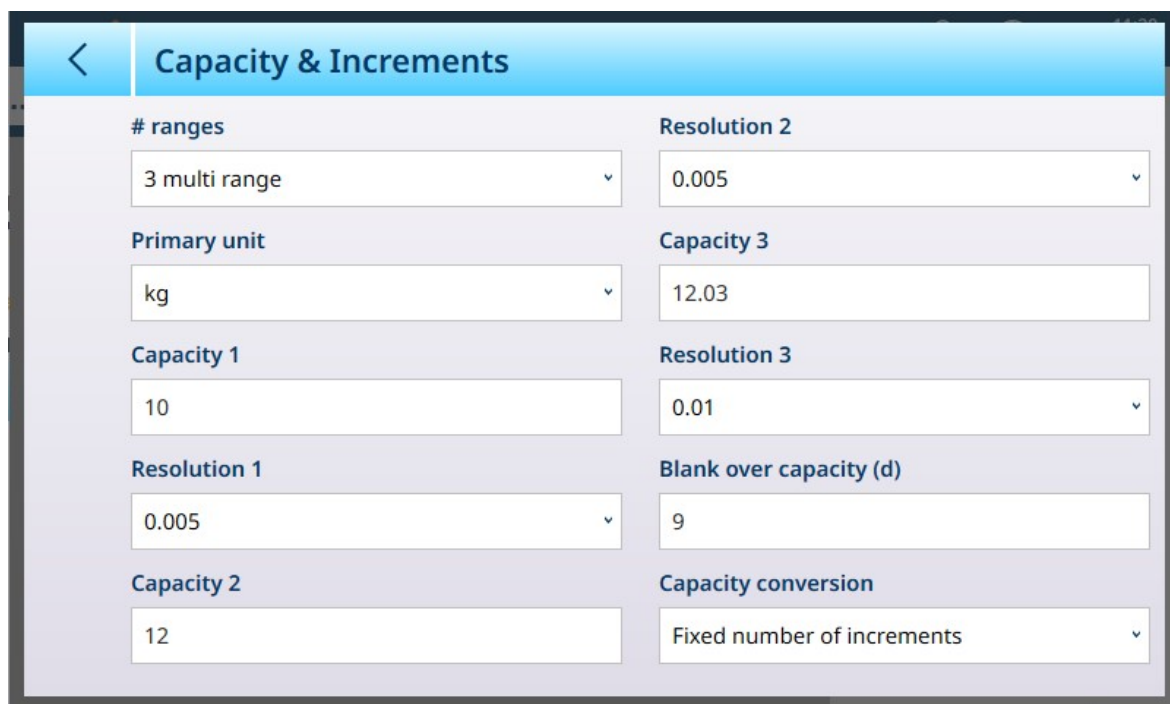 Capacity & Increments
# ranges
3 multi range
Primary unit
kg
Capacity 1
10
Resolution 1
0.005
Capacity 2
12
Resolution 2
0.005
Capacity 3
12.03
Resolution 3
0.01
Blank over capacity (d)
9
Capacity conversion
Fixed number of increments